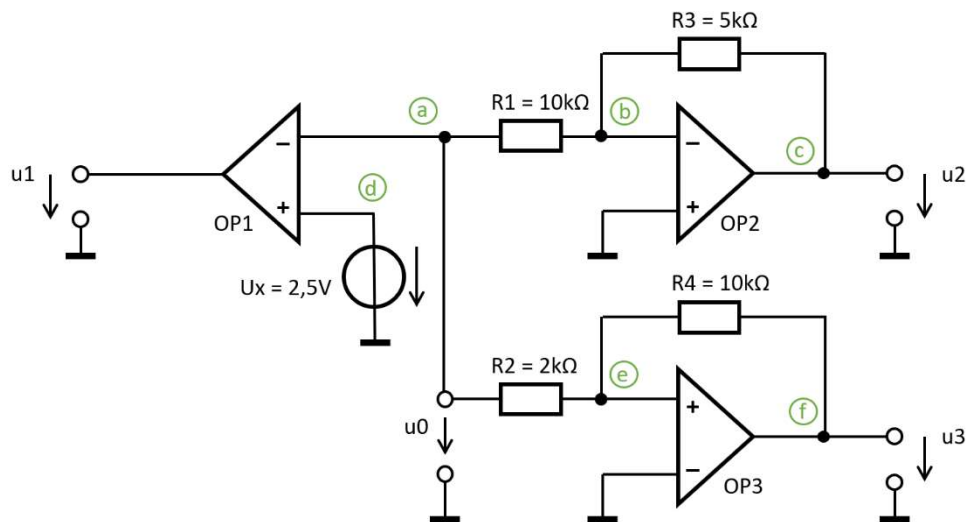 R3 = 5kΩ
R1 = 10kΩ
a
b
c
d
−
+
OP1
−
+
OP2
u1
u2
Ux = 2,5V
R4 = 10kΩ
R2 = 2kΩ
e
f
+
−
OP3
u0
u3